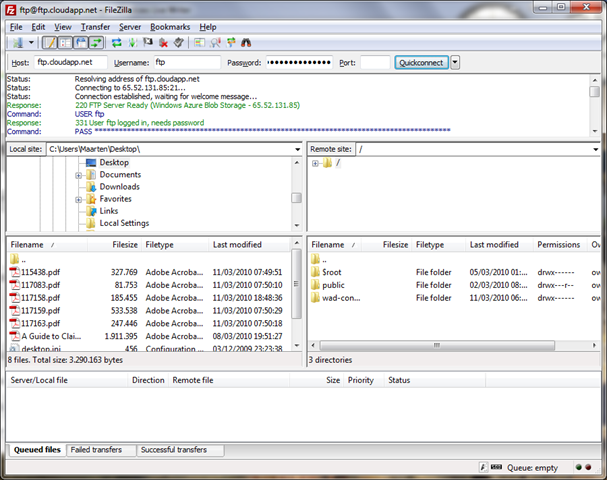 ftp@ftp.cloudapp.net - FileZilla
File Edit View Transfer Server Bookmarks Help
Host: ftp.cloudapp.net Username: ftp Password: •••••••••••••• Port: Quickconnect
Status: Resolving address of ftp.cloudapp.net
Status: Connecting to 65.52.131.85:21...
Status: Connection established, waiting for welcome message...
Response: 220 FTP Server Ready (Windows Azure Blob Storage - 65.52.131.85)
Command: USER ftp
Response: 331 User ftp logged in, needs password
Command: PASS ****************************************************************************************
Local site: C:\Users\Maarten\Desktop\
Desktop
Documents
Downloads
Favorites
Links
Local Settings
Remote site: /
/
Filename / Filesize Filetype Last modified
..
115438.pdf 327.769 Adobe Acroba... 11/03/2010 07:49:51
117083.pdf 81.753 Adobe Acroba... 11/03/2010 07:50:10
117158.pdf 185.455 Adobe Acroba... 11/03/2010 18:48:36
117159.pdf 533.538 Adobe Acroba... 11/03/2010 07:50:29
117163.pdf 247.446 Adobe Acroba... 11/03/2010 07:50:18
A Guide to Clai... 1.911.395 Adobe Acroba... 08/03/2010 19:51:27
desktop.ini 456 Configuration ... 03/12/2009 23:23:38
8 files. Total size: 3.290.163 bytes
Filename / Filesize Filetype Last modified Permissions Ow
..
$root File folder 05/03/2010 01:... drwx------ ow
public File folder 02/03/2010 08:... drwx---r-- ow
wad-con... File folder 11/03/2010 06:... drwx------ ow
3 directories
Server/Local file Direction Remote file Size Priority Status
Queued files Failed transfers Successful transfers
Queue: empty